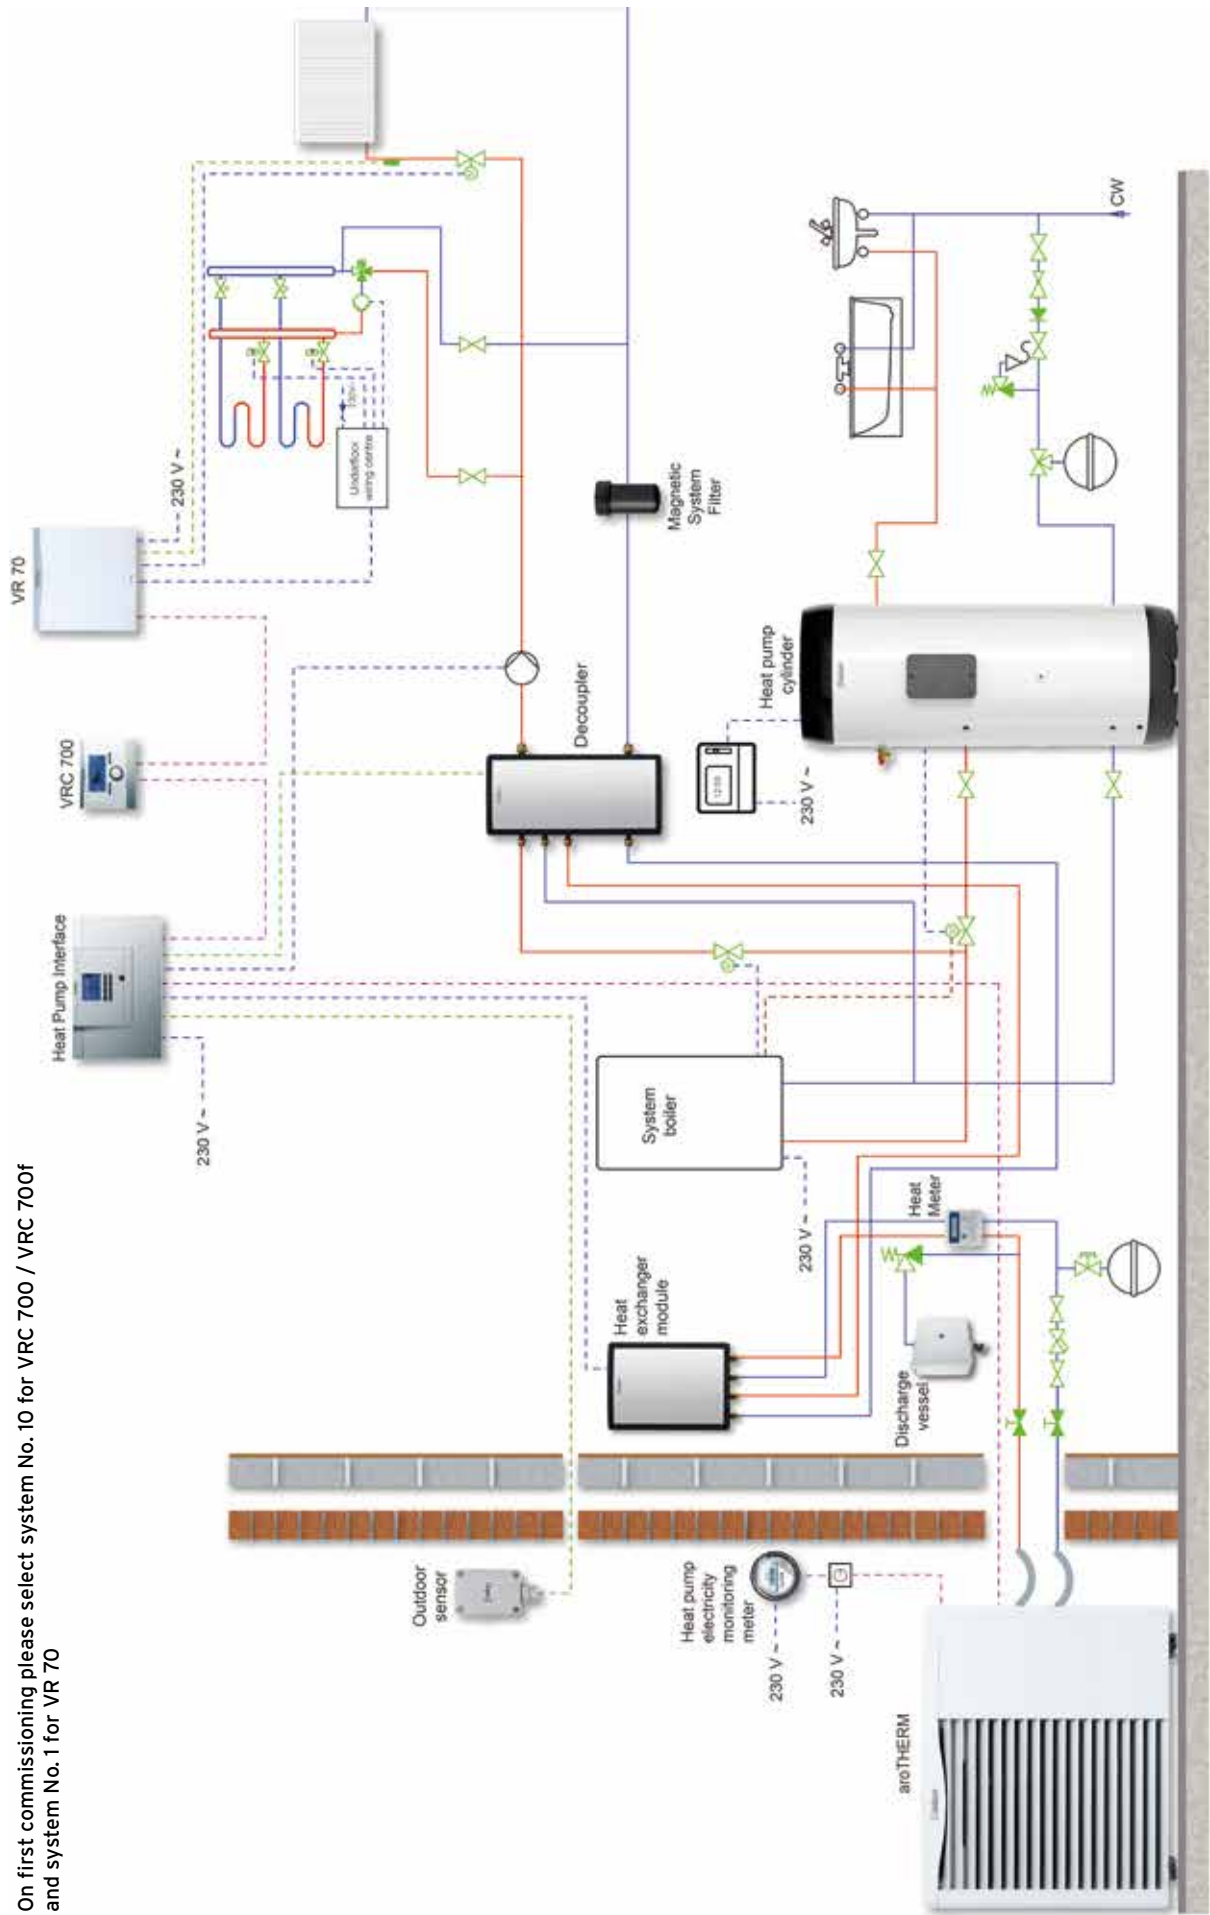 On first commissioning please select system No. 10 for VRC 700 / VRC 700f
and system No. 1 for VR 70
Heat Pump Interface
VRC 700
VR 70
230 V ~
230 V ~
Underfloor
wiring centre
230V~
Outdoor
sensor
Heat
exchanger
module
System
boiler
230 V ~
Decoupler
Magnetic
System
Filter
12:00
230 V ~
Heat pump
cylinder
CW
Heat pump
electricity
monitoring
meter
230 V ~
230 V ~
Discharge
vessel
Heat
Meter
aroTHERM